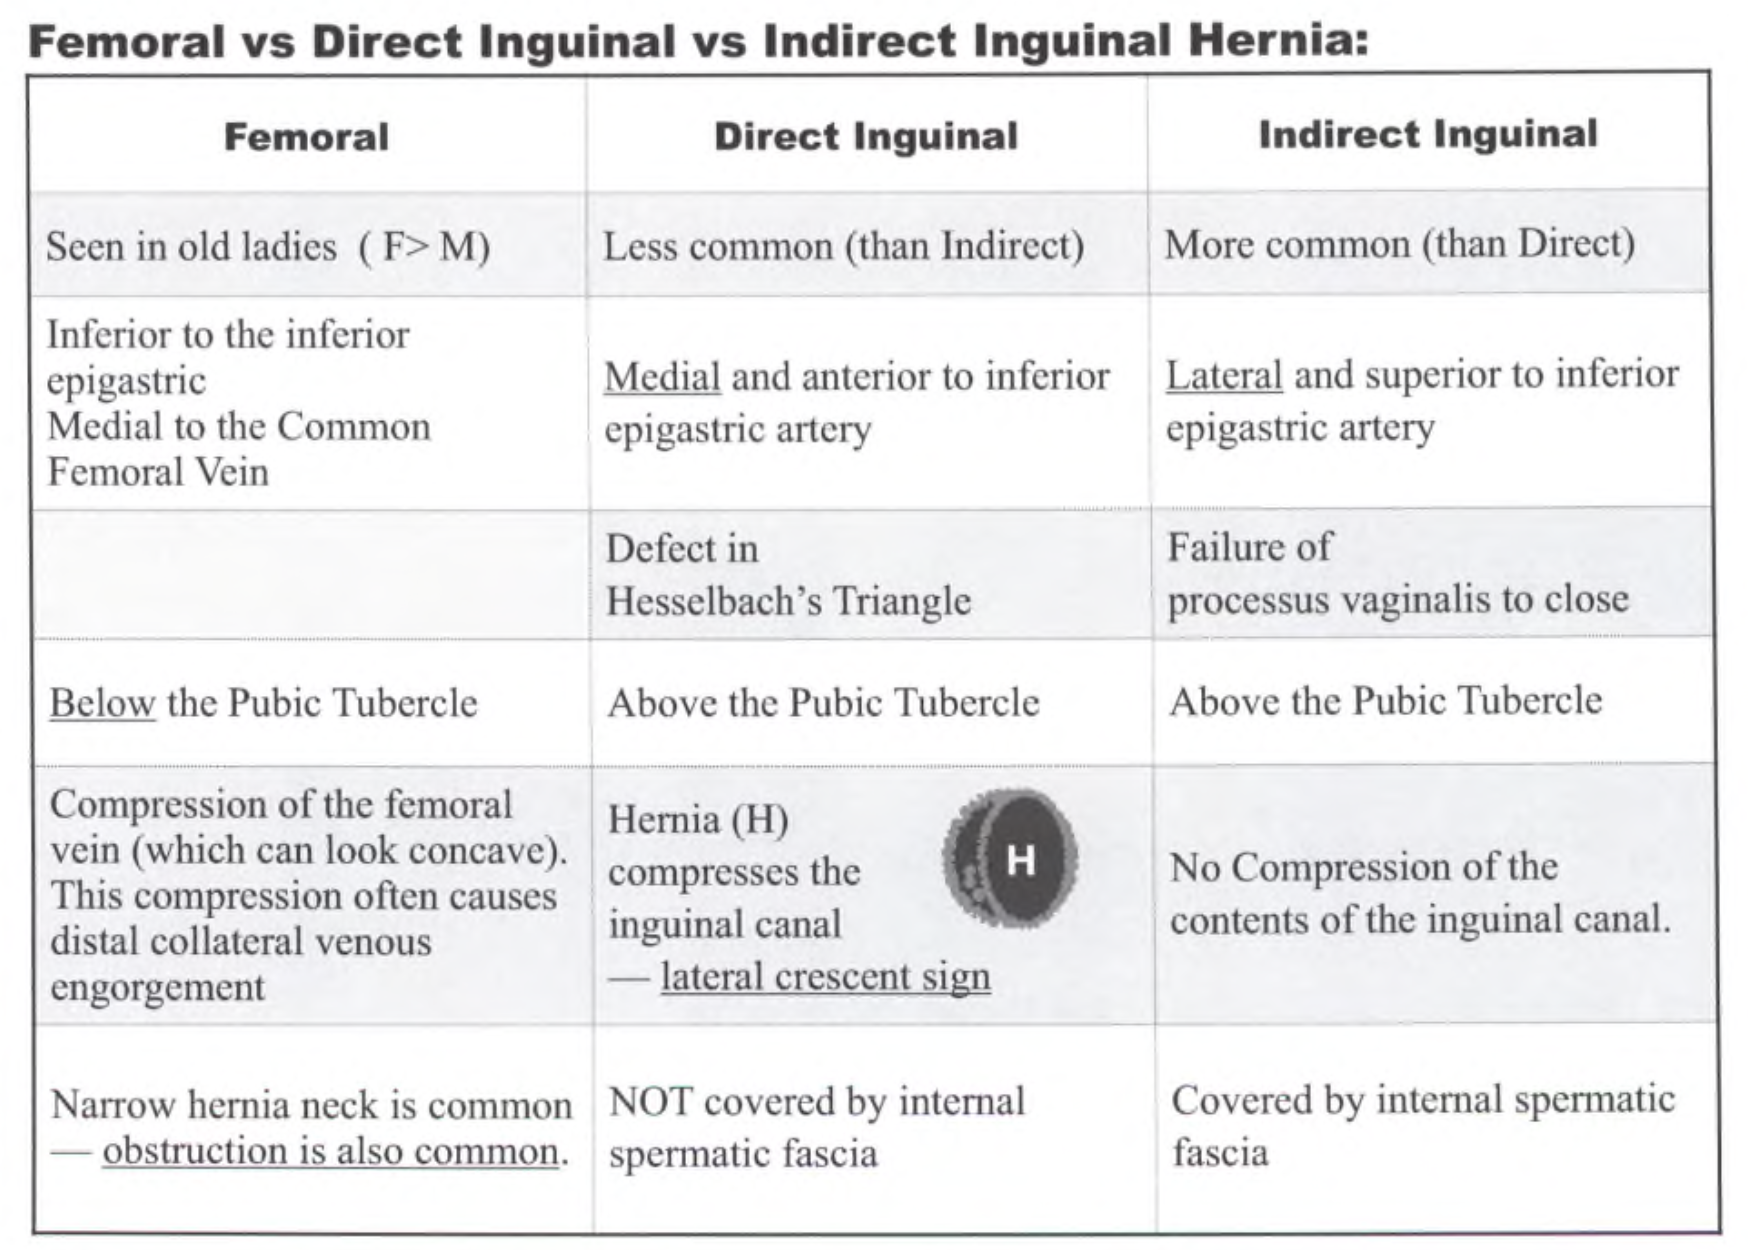 Femoral vs Direct Inguinal vs Indirect Inguinal Hernia:
Femoral
Direct Inguinal
Indirect Inguinal
Seen in old ladies ( F> M)
Less common (than Indirect)
More common (than Direct)
Inferior to the inferior
epigastric
Medial to the Common
Femoral Vein
Medial and anterior to inferior
epigastric artery
Lateral and superior to inferior
epigastric artery
Defect in
Hesselbach’s Triangle
Failure of
processus vaginalis to close
Below the Pubic Tubercle
Above the Pubic Tubercle
Above the Pubic Tubercle
Compression of the femoral
vein (which can look concave).
This compression often causes
distal collateral venous
engorgement
Hernia (H)
compresses the
inguinal canal
— lateral crescent sign
H
No Compression of the
contents of the inguinal canal.
Narrow hernia neck is common
— obstruction is also common.
NOT covered by internal
spermatic fascia
Covered by internal spermatic
fascia